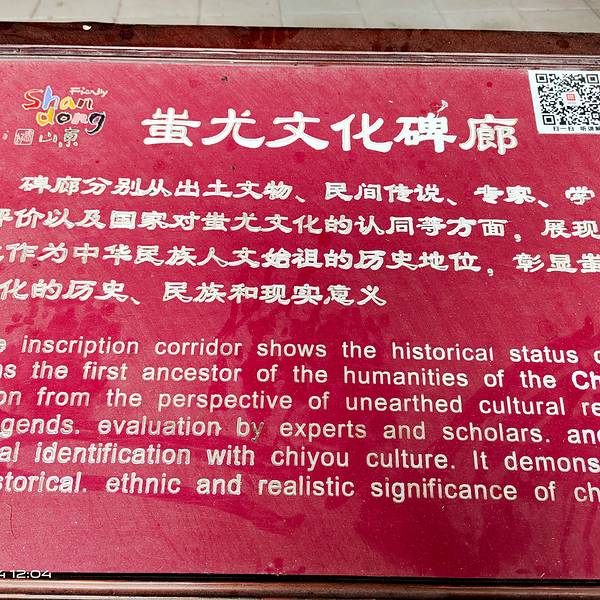 Friendly
Shan
dong
山東
扫一扫 听讲解
蚩尤文化碑廊
碑廊分别从出土文物、民间传说、专家、学
评价以及国家对蚩尤文化的认同等方面，展现
作为中华民族人文始祖的历史地位，彰显蚩
化的历史、民族和现实意义
e inscription corridor shows the historical status o
as the first ancestor of the humanities of the Ch
on from the perspective of unearthed cultural re
gends. evaluation by experts and scholars. and
al identification with chiyou culture. It demons
storical. ethnic and realistic significance of ch
12:04